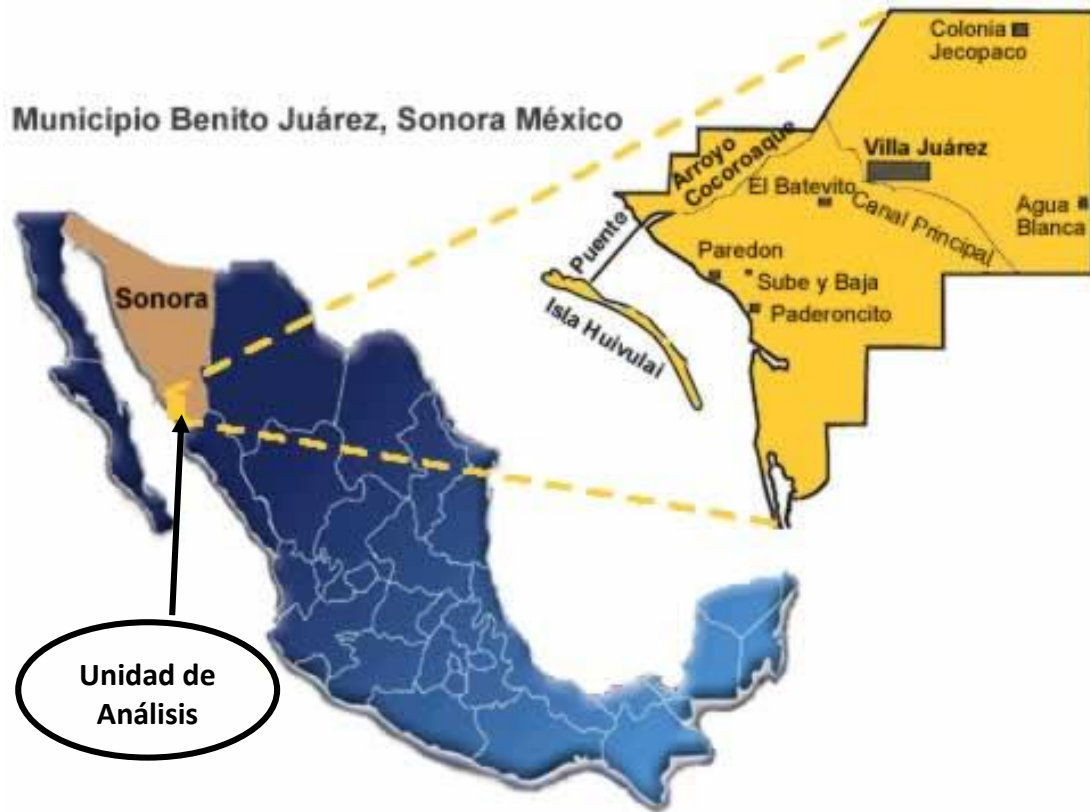 Municipio Benito Juárez, Sonora México
Colonia
Jecopaco
Arroyo
Cocoroaque
Villa Juárez
El Batevito
Canal Principal
Agua
Blanca
Puente
Paredon
Sube y Baja
Paderoncito
Isla Huivulai
Sonora
Unidad de
Análisis